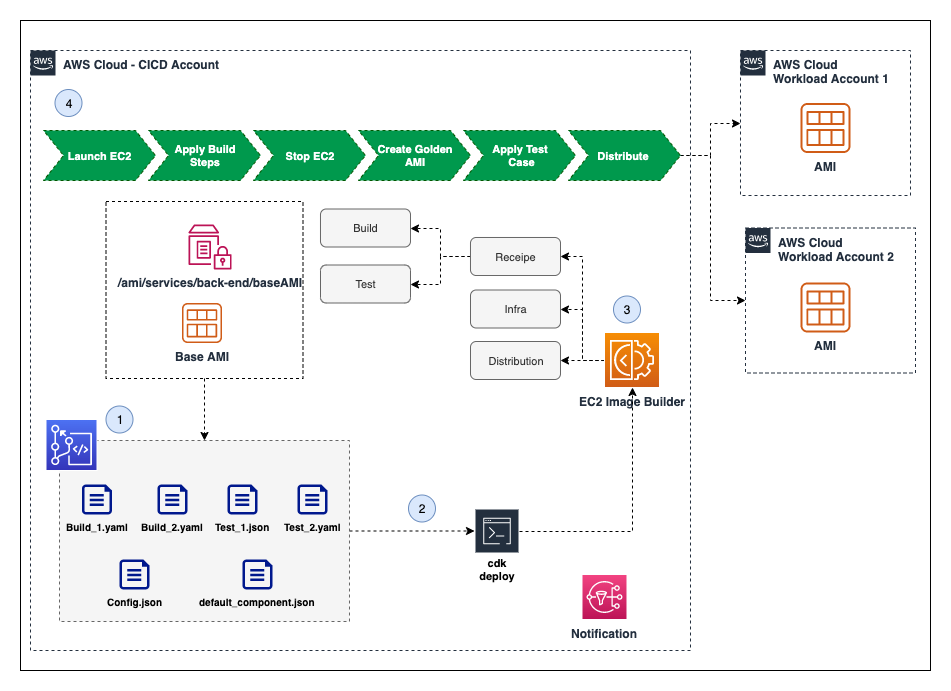 aws
AWS Cloud - CICD Account
4
Launch EC2
Apply Build
Steps
Stop EC2
Create Golden
AMI
Apply Test
Case
Distribute
aws
AWS Cloud
Workload Account 1
AMI
aws
AWS Cloud
Workload Account 2
AMI
/ami/services/back-end/baseAMI
Base AMI
Build
Test
Receipe
Infra
Distribution
3
EC2 Image Builder
1
Build_1.yaml
Build_2.yaml
Test_1.json
Test_2.yaml
Config.json
default_component.json
2
cdk
deploy
Notification